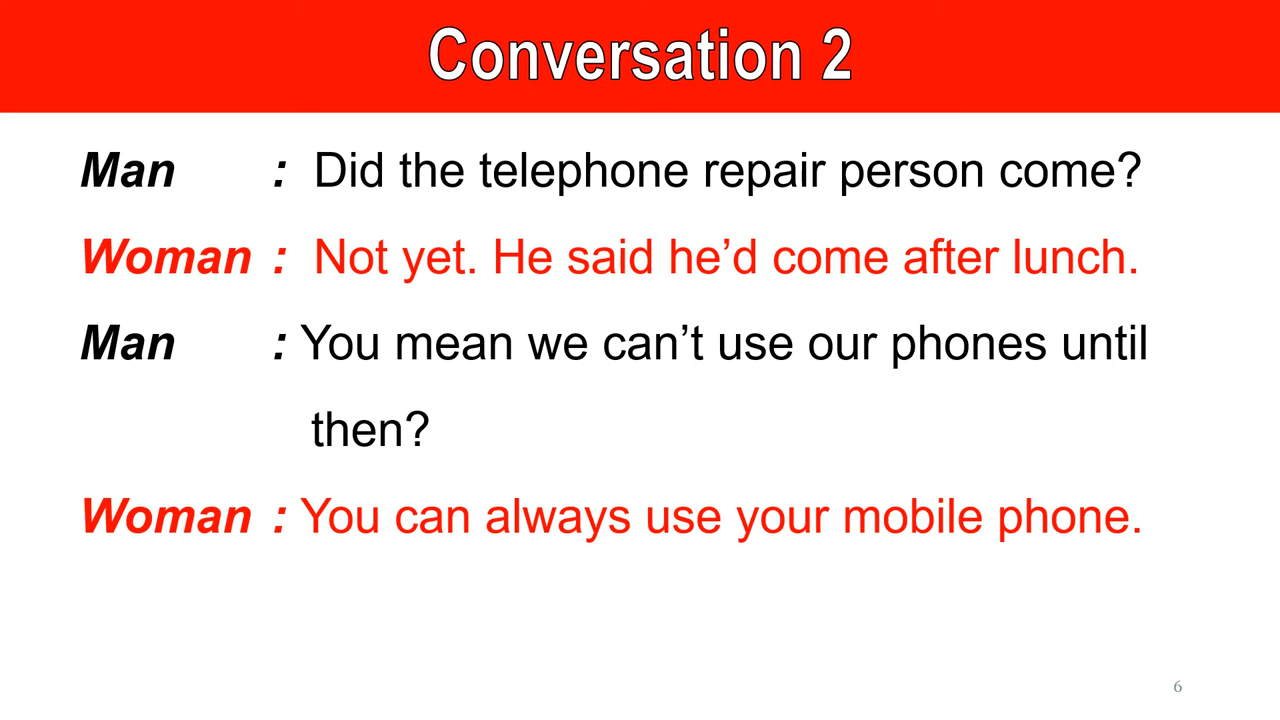 Conversation 2
Man : Did the telephone repair person come?
Woman : Not yet. He said he’d come after lunch.
Man : You mean we can’t use our phones until
then?
Woman : You can always use your mobile phone.
6